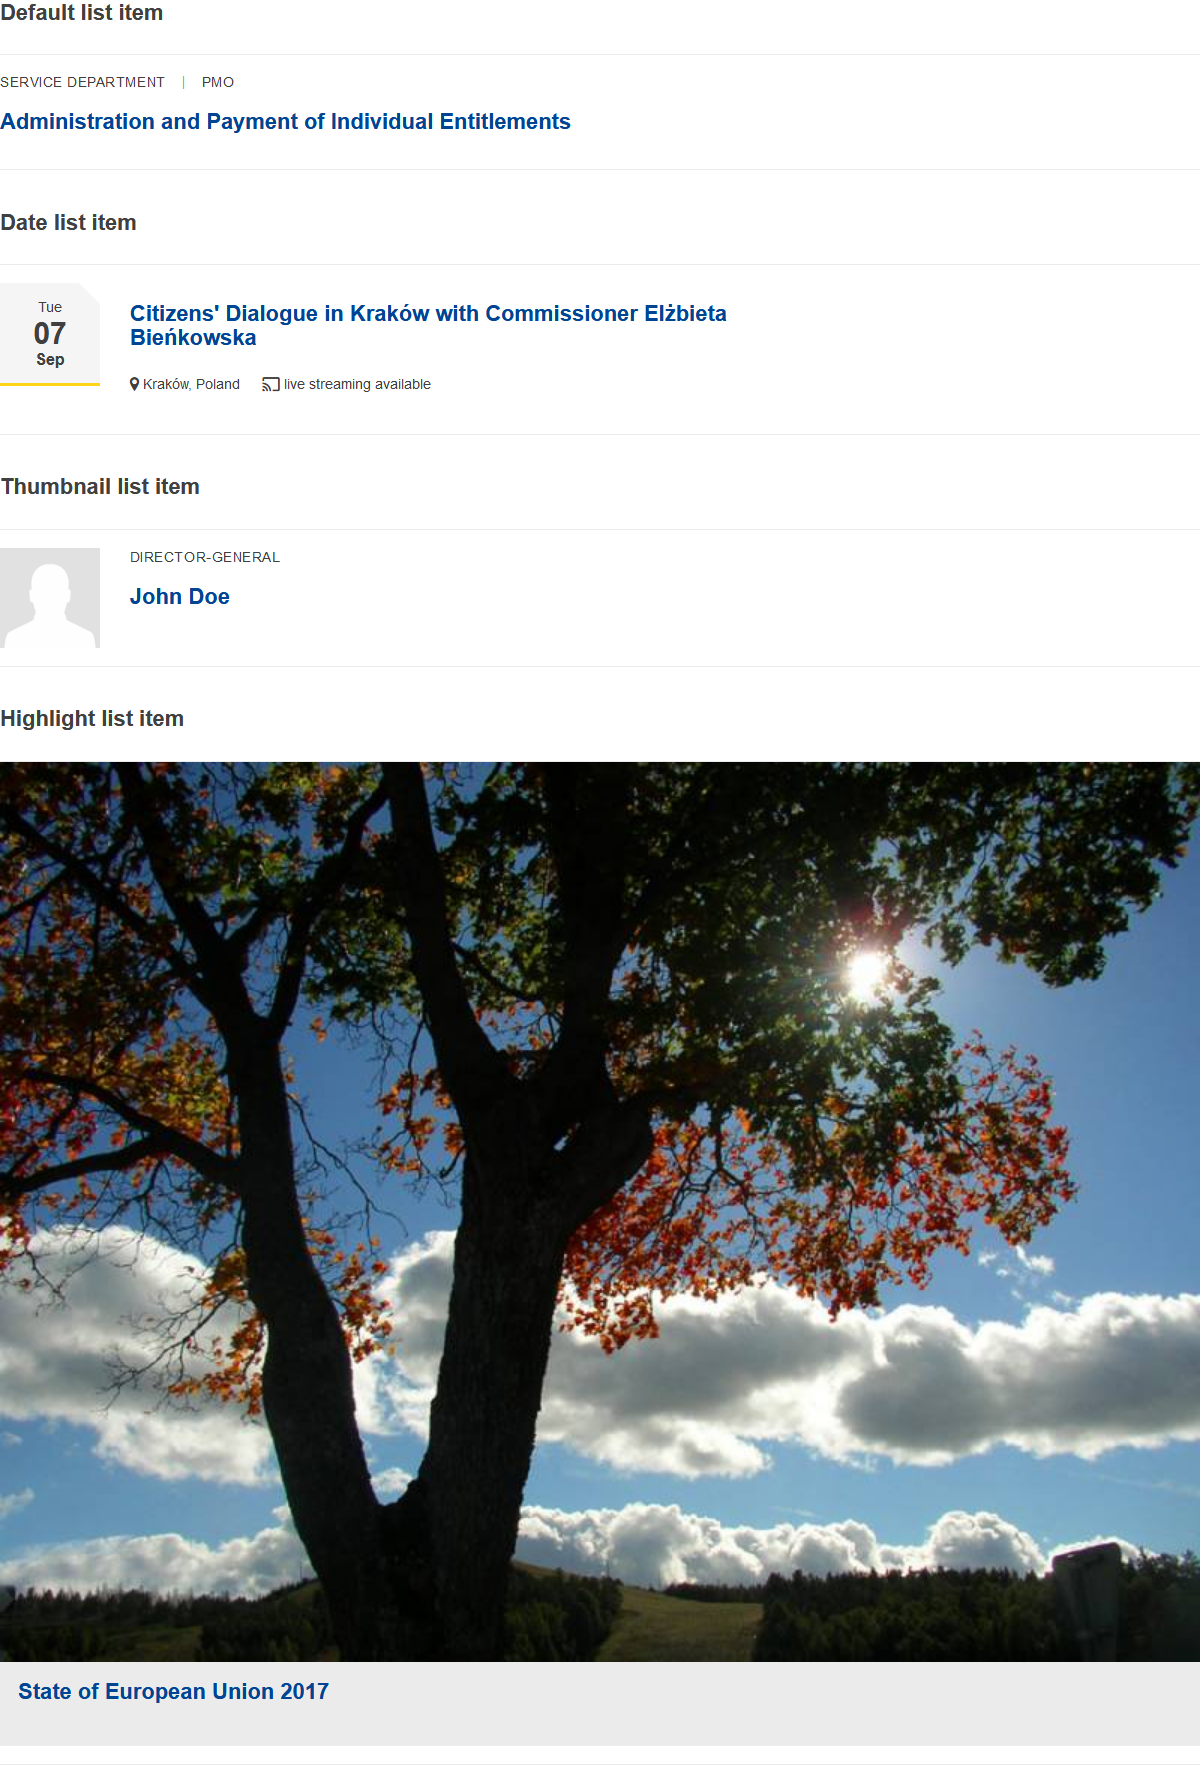 Default list item
SERVICE DEPARTMENT | PMO
Administration and Payment of Individual Entitlements
Date list item
Tue
07
Sep
Citizens' Dialogue in Kraków with Commissioner Elżbieta
Bieńkowska
Kraków, Poland live streaming available
Thumbnail list item
DIRECTOR-GENERAL
John Doe
Highlight list item
State of European Union 2017